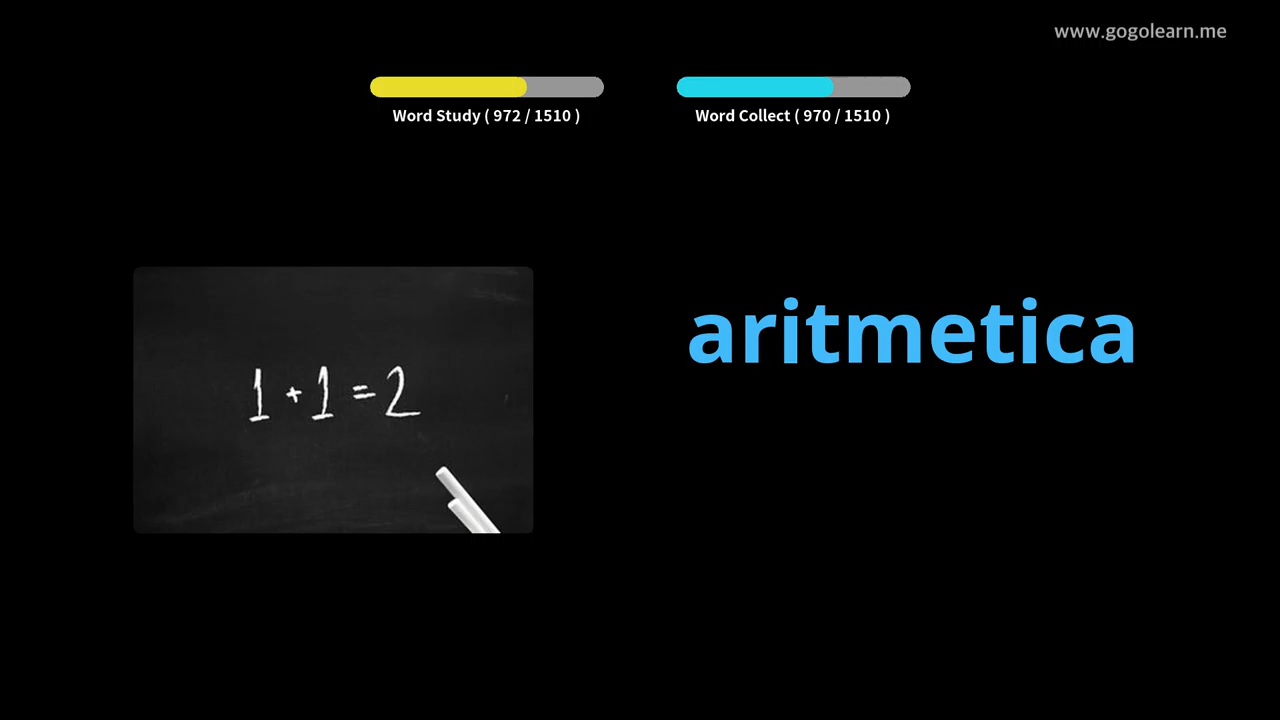 www.gogolearn.me
Word Study ( 972 / 1510 )
Word Collect ( 970 / 1510 )
aritmetica
1 + 1 = 2